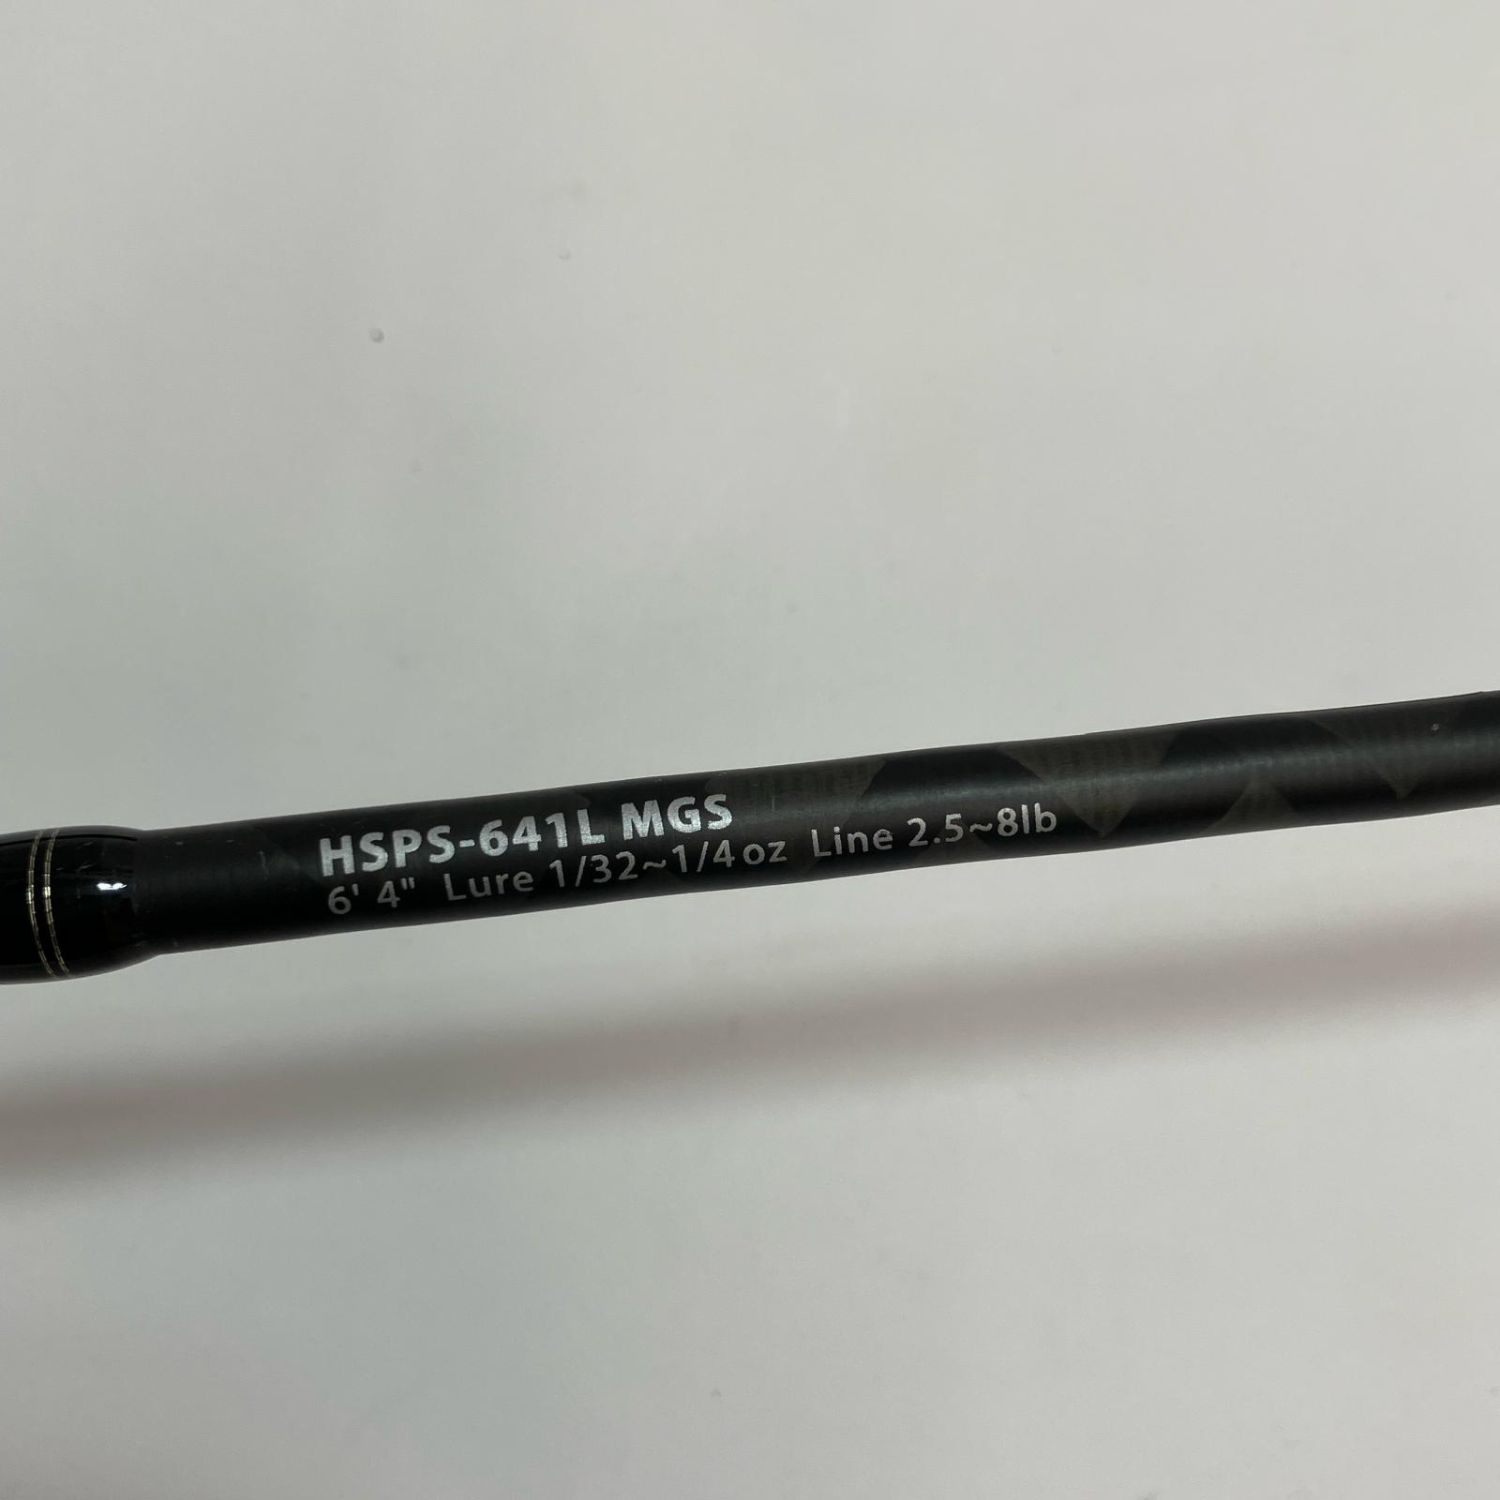 HSPS-641L MGS
6' 4" Lure 1/32~1/4oz Line 2.5~8lb